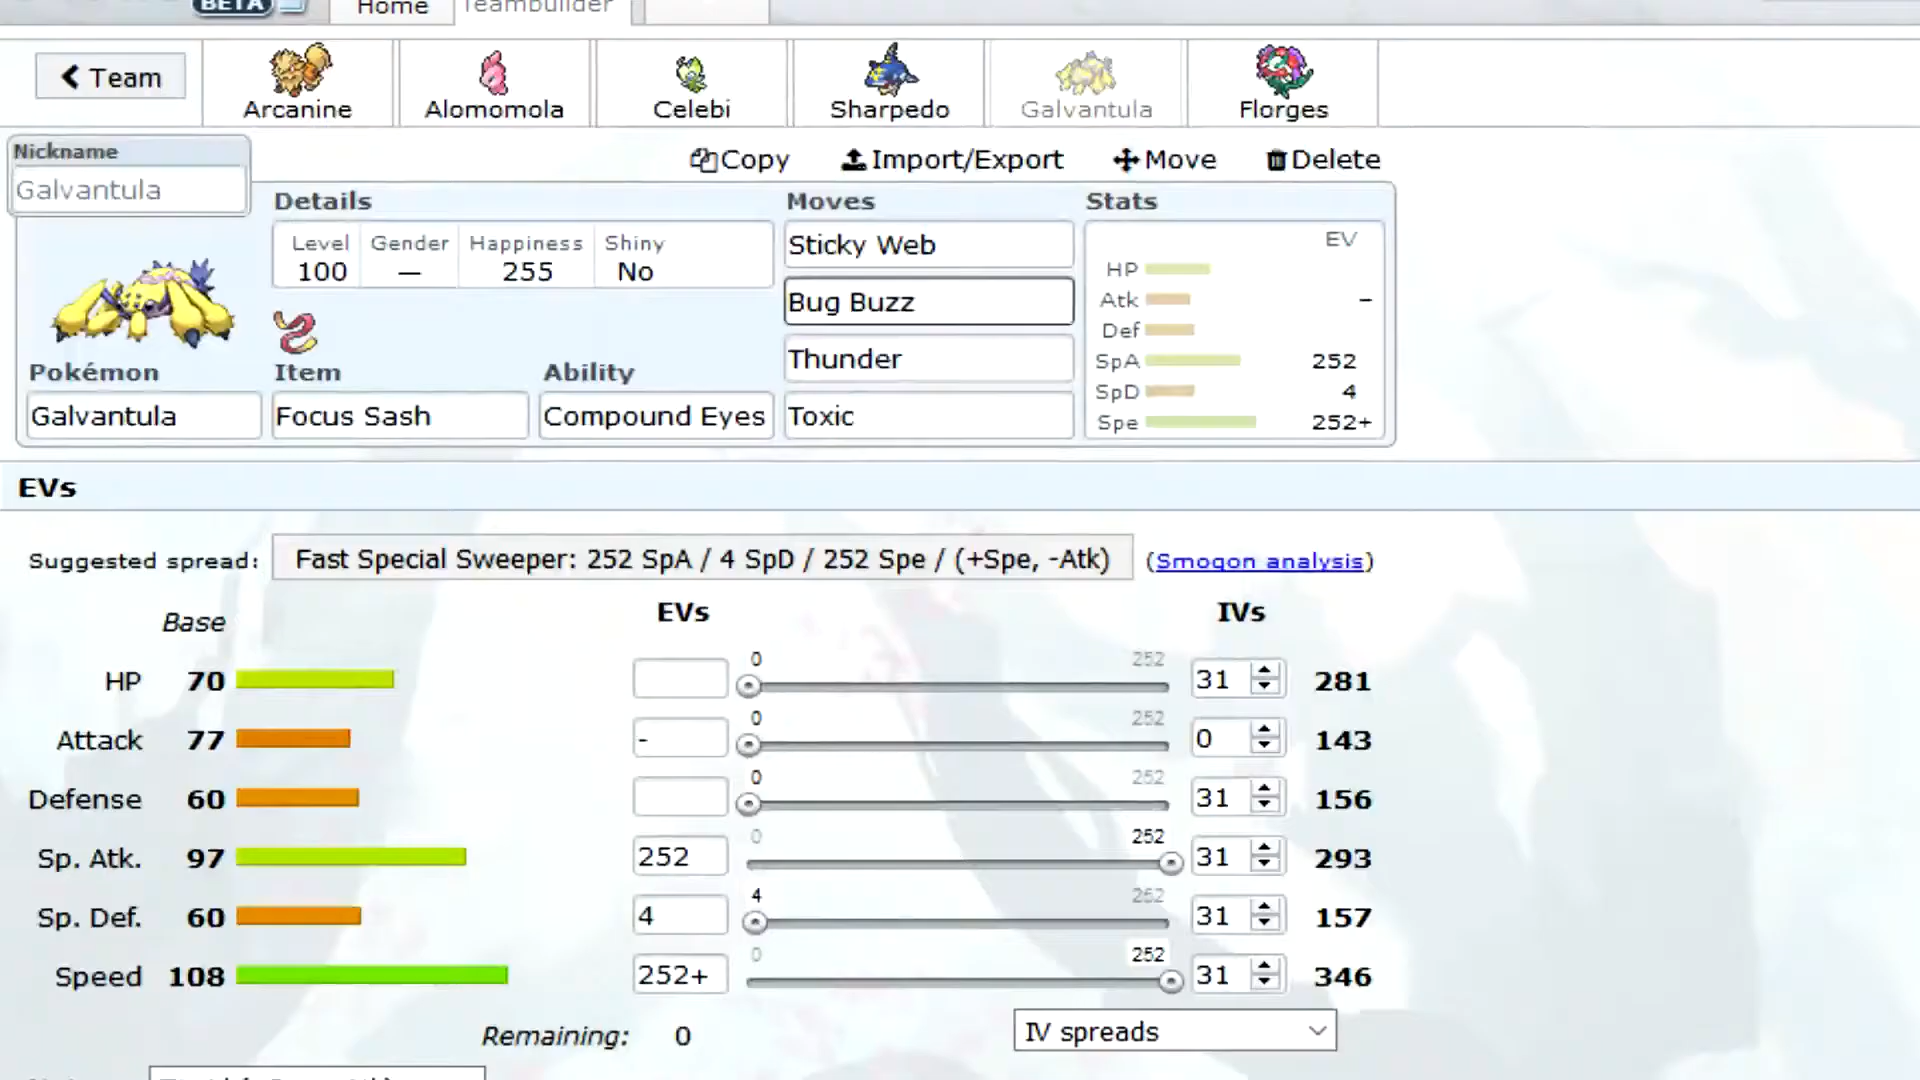 BETA
Home
Teambuilder
Team
Arcanine
Alomomola
Celebi
Sharpedo
Galvantula
Florges
Nickname
Galvantula
Copy
Import/Export
Move
Delete
Details
Level
100
Gender
—
Happiness
255
Shiny
No
Pokémon
Galvantula
Item
Focus Sash
Ability
Compound Eyes
Moves
Sticky Web
Bug Buzz
Thunder
Toxic
Stats
EV
HP
Atk –
Def
SpA 252
SpD 4
Spe 252+
EVs
Suggested spread: Fast Special Sweeper: 252 SpA / 4 SpD / 252 Spe / (+Spe, -Atk) (Smogon analysis)
Base EVs IVs
0 252
HP 70 31 281
0 252
Attack 77 - 0 143
0 252
Defense 60 31 156
0 252
Sp. Atk. 97 252 31 293
4 252
Sp. Def. 60 4 31 157
0 252
Speed 108 252+ 31 346
Remaining: 0
IV spreads